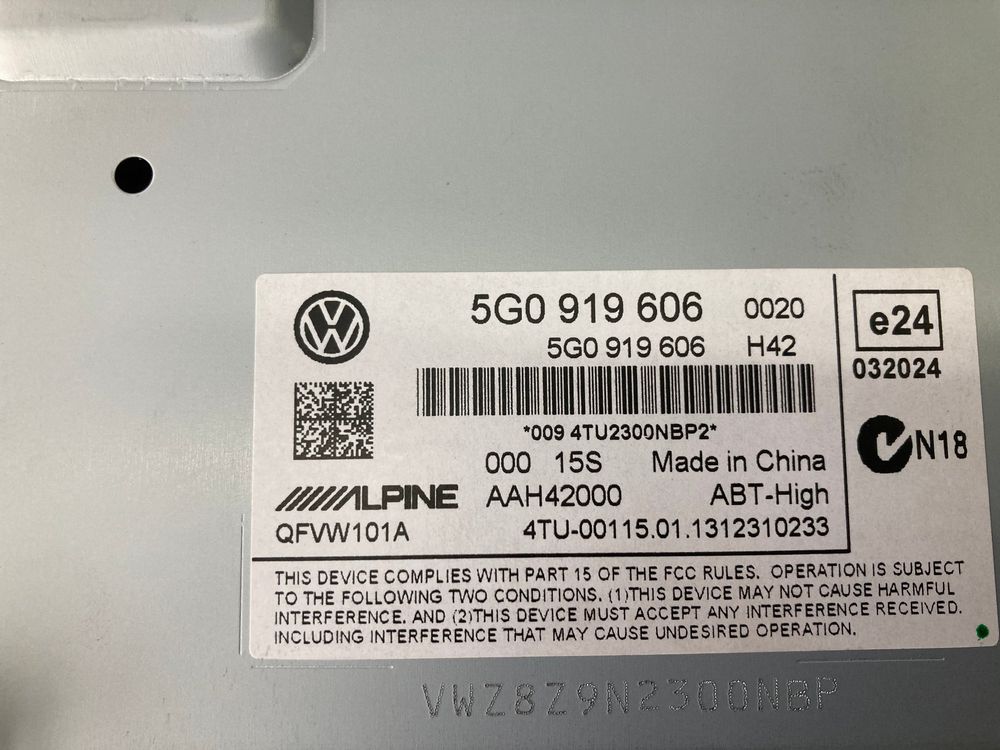 5G0 919 606 0020
5G0 919 606 H42
*009 4TU2300NBP2*
000 15S Made in China
ALPINE AAH42000 ABT-High
QFVW101A 4TU-00115.01.1312310233
e24
032024
N18
THIS DEVICE COMPLIES WITH PART 15 OF THE FCC RULES. OPERATION IS SUBJECT
TO THE FOLLOWING TWO CONDITIONS. (1)THIS DEVICE MAY NOT CAUSE HARMFUL
INTERFERENCE. AND (2)THIS DEVICE MUST ACCEPT ANY INTERFERENCE RECEIVED.
INCLUDING INTERFERENCE THAT MAY CAUSE UNDESIRED OPERATION.
VWZ8Z9N2300NBP